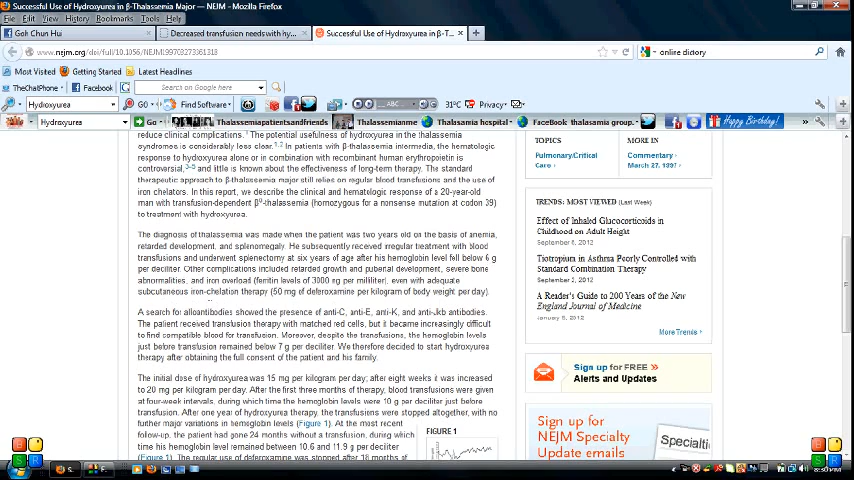 Successful Use of Hydroxyurea in β-Thalassemia Major — NEJM - Mozilla Firefox
File Edit View History Bookmarks Tools Help
Goh Chun Hui
Decreased transfusion needs with hy...
Successful Use of Hydroxyurea in β-T...
www.nejm.org/doi/full/10.1056/NEJM199703273361318
online dictory
Most Visited Getting Started Latest Headlines
TheChatPhone Facebook Search on Google here
Hydroxyurea GO Find Software ABC 31°C Privacy
Hydroxyurea Go Thalassemiapatientsandfriends Thalassemianme Thalasamia hospital FaceBook thalasamia group. Happy Birthday!
reduce clinical complications.1 The potential usefulness of hydroxyurea in the thalassemia
syndromes is considerably less clear.1,2 In patients with β-thalassemia intermedia, the hematologic
response to hydroxyurea alone or in combination with recombinant human erythropoietin is
controversial,3-5 and little is known about the effectiveness of long-term therapy. The standard
therapeutic approach to β-thalassemia major still relies on regular blood transfusions and the use of
iron chelators. In this report, we describe the clinical and hematologic response of a 20-year-old
man with transfusion-dependent β0-thalassemia (homozygous for a nonsense mutation at codon 39)
to treatment with hydroxyurea.
The diagnosis of thalassemia was made when the patient was two years old on the basis of anemia,
retarded development, and splenomegaly. He subsequently received irregular treatment with blood
transfusions and underwent splenectomy at six years of age after his hemoglobin level fell below 6 g
per deciliter. Other complications included retarded growth and pubertal development, severe bone
abnormalities, and iron overload (ferritin levels of 3000 ng per milliliter), even with adequate
subcutaneous iron-chelation therapy (50 mg of deferoxamine per kilogram of body weight per day).
A search for alloantibodies showed the presence of anti-C, anti-E, anti-K, and anti-Jkb antibodies.
The patient received transfusion therapy with matched red cells, but it became increasingly difficult
to find compatible blood for transfusion. Moreover, despite the transfusions, the hemoglobin levels
just before transfusion remained below 7 g per deciliter. We therefore decided to start hydroxyurea
therapy after obtaining the full consent of the patient and his family.
The initial dose of hydroxyurea was 15 mg per kilogram per day; after eight weeks it was increased
to 20 mg per kilogram per day. After the first three months of therapy, blood transfusions were given
at four-week intervals, during which time the hemoglobin levels were 10 g per deciliter just before
transfusion. After one year of hydroxyurea therapy, the transfusions were stopped altogether, with no
further major variations in hemoglobin levels (Figure 1). At the most recent
follow-up, the patient had gone 24 months without a transfusion, during which
time his hemoglobin level remained between 10.6 and 11.9 g per deciliter
(Figure 1). The regular use of deferoxamine was stopped after 18 months of
FIGURE 1
TOPICS MORE IN
Pulmonary/Critical Commentary ›
Care › March 27, 1997 ›
TRENDS: MOST VIEWED (Last Week)
Effect of Inhaled Glucocorticoids in
Childhood on Adult Height
September 6, 2012
Tiotropium in Asthma Poorly Controlled with
Standard Combination Therapy
September 2, 2012
A Reader's Guide to 200 Years of the New
England Journal of Medicine
January 5, 2012
More Trends ›
Sign up for FREE »
Alerts and Updates
Sign up for
NEJM Specialty
Update emails
Specialti
8:30 PM